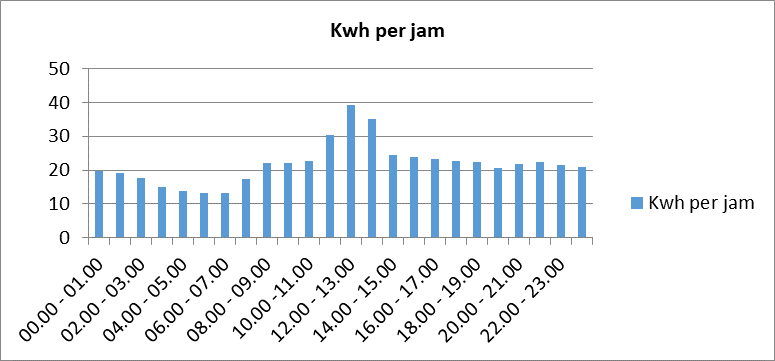 Kwh per jam
50
40
30
20
10
0
00.00 - 01.00
02.00 - 03.00
04.00 - 05.00
06.00 - 07.00
08.00 - 09.00
10.00 -11.00
12.00 - 13.00
14.00 - 15.00
16.00 - 17.00
18.00 - 19.00
20.00 - 21.00
22.00 - 23.00
Kwh per jam